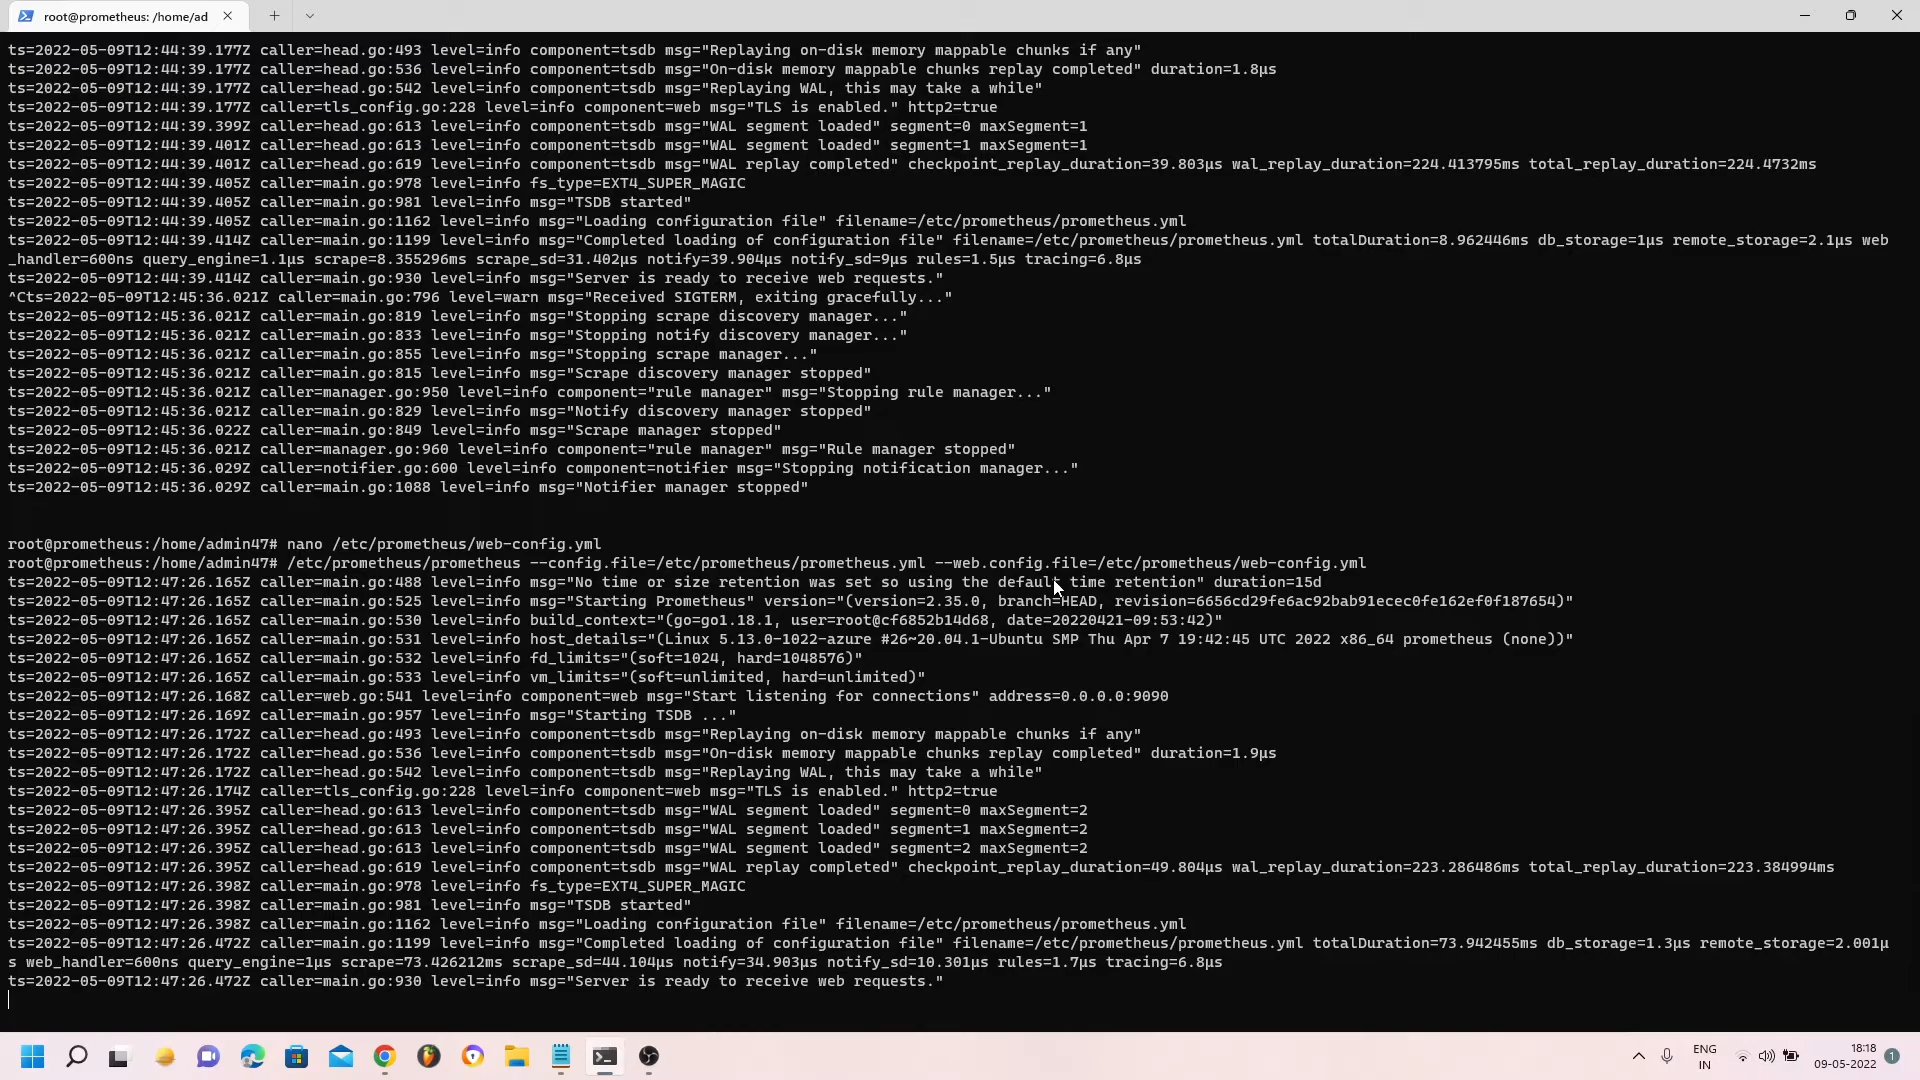 root@prometheus: /home/ad
ts=2022-05-09T12:44:39.177Z caller=head.go:493 level=info component=tsdb msg="Replaying on-disk memory mappable chunks if any"
ts=2022-05-09T12:44:39.177Z caller=head.go:536 level=info component=tsdb msg="On-disk memory mappable chunks replay completed" duration=1.8µs
ts=2022-05-09T12:44:39.177Z caller=head.go:542 level=info component=tsdb msg="Replaying WAL, this may take a while"
ts=2022-05-09T12:44:39.177Z caller=tls_config.go:228 level=info component=web msg="TLS is enabled." http2=true
ts=2022-05-09T12:44:39.399Z caller=head.go:613 level=info component=tsdb msg="WAL segment loaded" segment=0 maxSegment=1
ts=2022-05-09T12:44:39.401Z caller=head.go:613 level=info component=tsdb msg="WAL segment loaded" segment=1 maxSegment=1
ts=2022-05-09T12:44:39.401Z caller=head.go:619 level=info component=tsdb msg="WAL replay completed" checkpoint_replay_duration=39.803µs wal_replay_duration=224.413795ms total_replay_duration=224.4732ms
ts=2022-05-09T12:44:39.405Z caller=main.go:978 level=info fs_type=EXT4_SUPER_MAGIC
ts=2022-05-09T12:44:39.405Z caller=main.go:981 level=info msg="TSDB started"
ts=2022-05-09T12:44:39.405Z caller=main.go:1162 level=info msg="Loading configuration file" filename=/etc/prometheus/prometheus.yml
ts=2022-05-09T12:44:39.414Z caller=main.go:1199 level=info msg="Completed loading of configuration file" filename=/etc/prometheus/prometheus.yml totalDuration=8.962446ms db_storage=1µs remote_storage=2.1µs web
_handler=600ns query_engine=1.1µs scrape=8.355296ms scrape_sd=31.402µs notify=39.904µs notify_sd=9µs rules=1.5µs tracing=6.8µs
ts=2022-05-09T12:44:39.414Z caller=main.go:930 level=info msg="Server is ready to receive web requests."
^Cts=2022-05-09T12:45:36.021Z caller=main.go:796 level=warn msg="Received SIGTERM, exiting gracefully..."
ts=2022-05-09T12:45:36.021Z caller=main.go:819 level=info msg="Stopping scrape discovery manager..."
ts=2022-05-09T12:45:36.021Z caller=main.go:833 level=info msg="Stopping notify discovery manager..."
ts=2022-05-09T12:45:36.021Z caller=main.go:855 level=info msg="Stopping scrape manager..."
ts=2022-05-09T12:45:36.021Z caller=main.go:815 level=info msg="Scrape discovery manager stopped"
ts=2022-05-09T12:45:36.021Z caller=manager.go:950 level=info component="rule manager" msg="Stopping rule manager..."
ts=2022-05-09T12:45:36.021Z caller=main.go:829 level=info msg="Notify discovery manager stopped"
ts=2022-05-09T12:45:36.022Z caller=main.go:849 level=info msg="Scrape manager stopped"
ts=2022-05-09T12:45:36.021Z caller=manager.go:960 level=info component="rule manager" msg="Rule manager stopped"
ts=2022-05-09T12:45:36.029Z caller=notifier.go:600 level=info component=notifier msg="Stopping notification manager..."
ts=2022-05-09T12:45:36.029Z caller=main.go:1088 level=info msg="Notifier manager stopped"
root@prometheus:/home/admin47# nano /etc/prometheus/web-config.yml
root@prometheus:/home/admin47# /etc/prometheus/prometheus --config.file=/etc/prometheus/prometheus.yml --web.config.file=/etc/prometheus/web-config.yml
ts=2022-05-09T12:47:26.165Z caller=main.go:488 level=info msg="No time or size retention was set so using the default time retention" duration=15d
ts=2022-05-09T12:47:26.165Z caller=main.go:525 level=info msg="Starting Prometheus" version="(version=2.35.0, branch=HEAD, revision=6656cd29fe6ac92bab91ecec0fe162ef0f187654)"
ts=2022-05-09T12:47:26.165Z caller=main.go:530 level=info build_context="(go=go1.18.1, user=root@cf6852b14d68, date=20220421-09:53:42)"
ts=2022-05-09T12:47:26.165Z caller=main.go:531 level=info host_details="(Linux 5.13.0-1022-azure #26~20.04.1-Ubuntu SMP Thu Apr 7 19:42:45 UTC 2022 x86_64 prometheus (none))"
ts=2022-05-09T12:47:26.165Z caller=main.go:532 level=info fd_limits="(soft=1024, hard=1048576)"
ts=2022-05-09T12:47:26.165Z caller=main.go:533 level=info vm_limits="(soft=unlimited, hard=unlimited)"
ts=2022-05-09T12:47:26.168Z caller=web.go:541 level=info component=web msg="Start listening for connections" address=0.0.0.0:9090
ts=2022-05-09T12:47:26.169Z caller=main.go:957 level=info msg="Starting TSDB ..."
ts=2022-05-09T12:47:26.172Z caller=head.go:493 level=info component=tsdb msg="Replaying on-disk memory mappable chunks if any"
ts=2022-05-09T12:47:26.172Z caller=head.go:536 level=info component=tsdb msg="On-disk memory mappable chunks replay completed" duration=1.9µs
ts=2022-05-09T12:47:26.172Z caller=head.go:542 level=info component=tsdb msg="Replaying WAL, this may take a while"
ts=2022-05-09T12:47:26.174Z caller=tls_config.go:228 level=info component=web msg="TLS is enabled." http2=true
ts=2022-05-09T12:47:26.395Z caller=head.go:613 level=info component=tsdb msg="WAL segment loaded" segment=0 maxSegment=2
ts=2022-05-09T12:47:26.395Z caller=head.go:613 level=info component=tsdb msg="WAL segment loaded" segment=1 maxSegment=2
ts=2022-05-09T12:47:26.395Z caller=head.go:613 level=info component=tsdb msg="WAL segment loaded" segment=2 maxSegment=2
ts=2022-05-09T12:47:26.395Z caller=head.go:619 level=info component=tsdb msg="WAL replay completed" checkpoint_replay_duration=49.804µs wal_replay_duration=223.286486ms total_replay_duration=223.384994ms
ts=2022-05-09T12:47:26.398Z caller=main.go:978 level=info fs_type=EXT4_SUPER_MAGIC
ts=2022-05-09T12:47:26.398Z caller=main.go:981 level=info msg="TSDB started"
ts=2022-05-09T12:47:26.398Z caller=main.go:1162 level=info msg="Loading configuration file" filename=/etc/prometheus/prometheus.yml
ts=2022-05-09T12:47:26.472Z caller=main.go:1199 level=info msg="Completed loading of configuration file" filename=/etc/prometheus/prometheus.yml totalDuration=73.942455ms db_storage=1.3µs remote_storage=2.001µ
s web_handler=600ns query_engine=1µs scrape=73.426212ms scrape_sd=44.104µs notify=34.903µs notify_sd=10.301µs rules=1.7µs tracing=6.8µs
ts=2022-05-09T12:47:26.472Z caller=main.go:930 level=info msg="Server is ready to receive web requests."
ENG
IN
18:18
09-05-2022
1